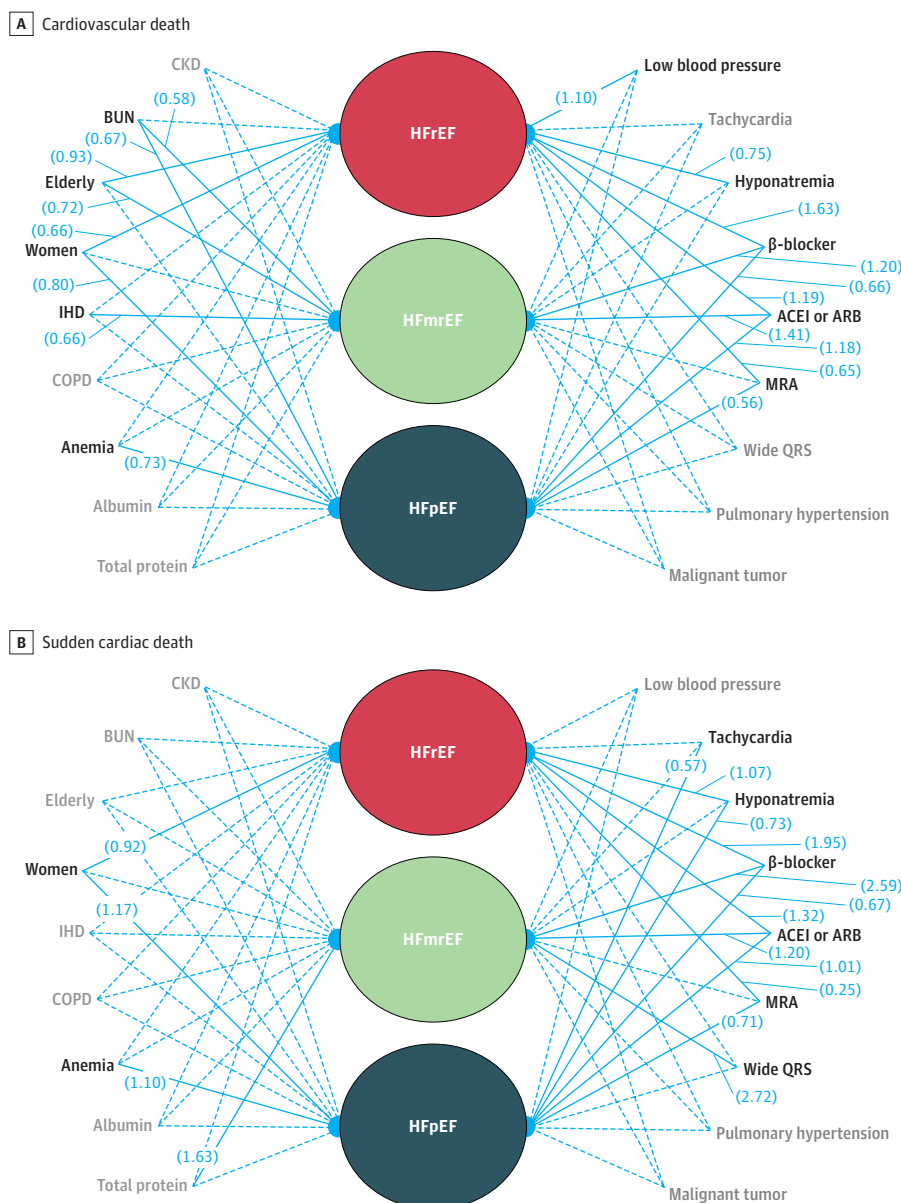 A Cardiovascular death
CKD
BUN
(0.58)
(0.67)
(0.93)
Elderly
(0.72)
(0.66)
Women
(0.80)
IHD
(0.66)
COPD
Anemia
(0.73)
Albumin
Total protein
HFrEF
HFmrEF
HFpEF
Low blood pressure
(1.10)
Tachycardia
(0.75)
Hyponatremia
(1.63)
β-blocker
(1.20)
(0.66)
(1.19)
ACEI or ARB
(1.41)
(1.18)
(0.65)
MRA
(0.56)
Wide QRS
Pulmonary hypertension
Malignant tumor
B Sudden cardiac death
CKD
BUN
Elderly
(0.92)
Women
(1.17)
IHD
COPD
Anemia
(1.10)
Albumin
(1.63)
Total protein
HFrEF
HFmrEF
HFpEF
Low blood pressure
Tachycardia
(0.57)
(1.07)
Hyponatremia
(0.73)
(1.95)
β-blocker
(2.59)
(0.67)
(1.32)
ACEI or ARB
(1.20)
(1.01)
(0.25)
MRA
(0.71)
Wide QRS
(2.72)
Pulmonary hypertension
Malignant tumor